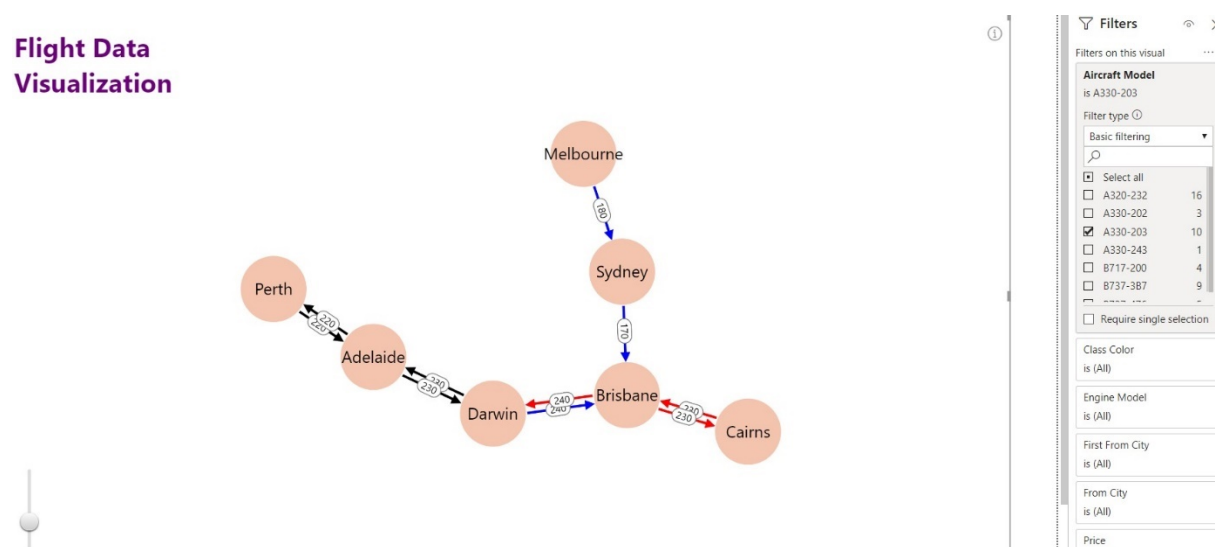 Flight Data
Visualization
Melbourne
180
Sydney
170
Perth
220
220
Adelaide
230
230
Darwin
240
240
Brisbane
230
230
Cairns
Filters
Filters on this visual
Aircraft Model
is A330-203
Filter type
Basic filtering
Select all
A320-232 16
A330-202 3
A330-203 10
A330-243 1
B717-200 4
B737-3B7 9
Require single selection
Class Color
is (All)
Engine Model
is (All)
First From City
is (All)
From City
is (All)
Price